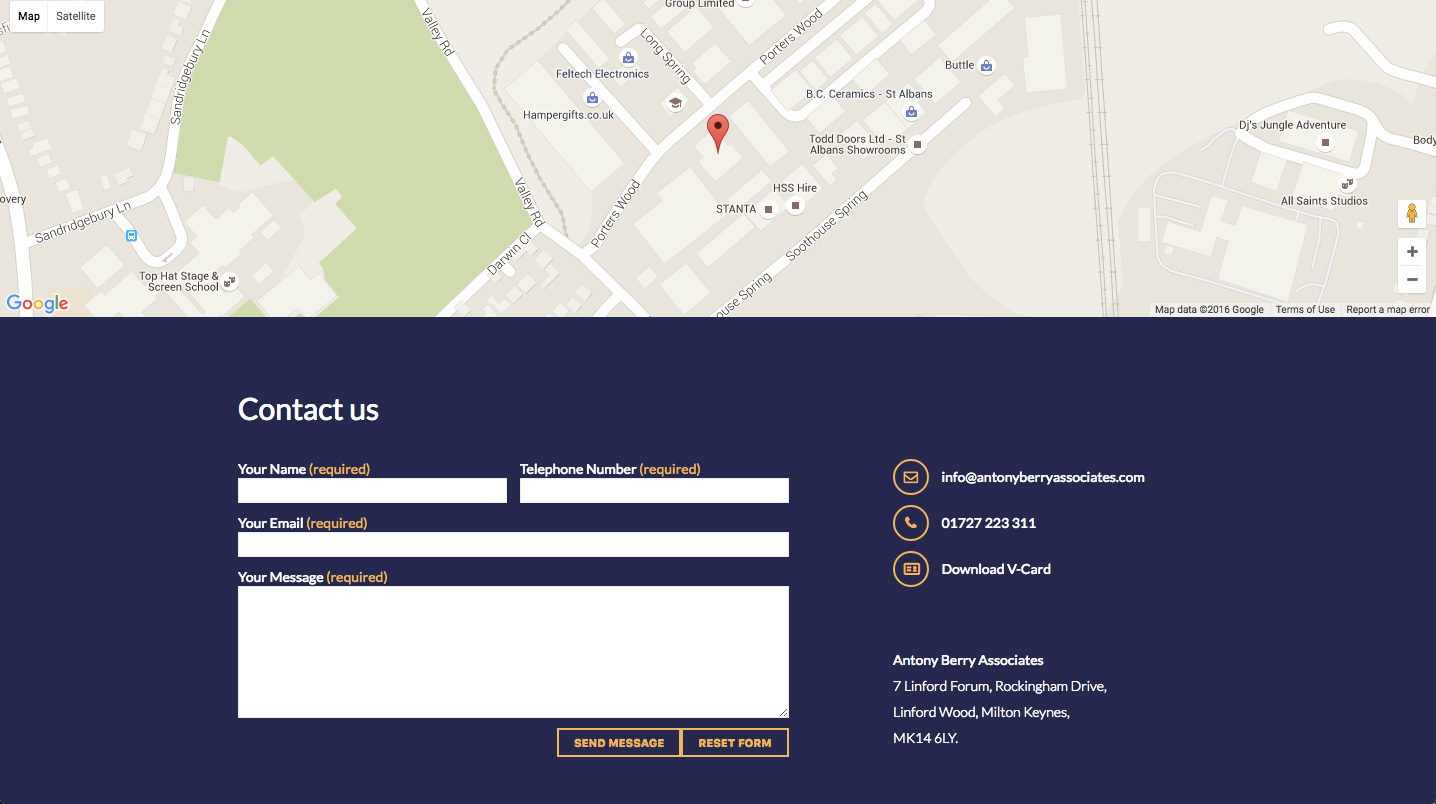 Map Satellite
Group Limited
Valley Rd
Sandridgebury Ln
Long Spring
Porters Wood
Feltech Electronics
Buttle
B.C. Ceramics - St Albans
Hampergifts.co.uk
Dj's Jungle Adventure
Todd Doors Ltd - St
Albans Showrooms
Body
Valley Rd
HSS Hire
overy
Porters Wood
All Saints Studios
STANTA
Sandridgebury Ln
Soothouse Spring
Darwin Cl
Top Hat Stage &
Screen School
ouse Spring
Google
Map data ©2016 Google Terms of Use Report a map error
Contact us
Your Name (required) Telephone Number (required)
info@antonyberryassociates.com
Your Email (required)
01727 223 311
Your Message (required)
Download V-Card
Antony Berry Associates
7 Linford Forum, Rockingham Drive,
Linford Wood, Milton Keynes,
MK14 6LY.
SEND MESSAGE RESET FORM